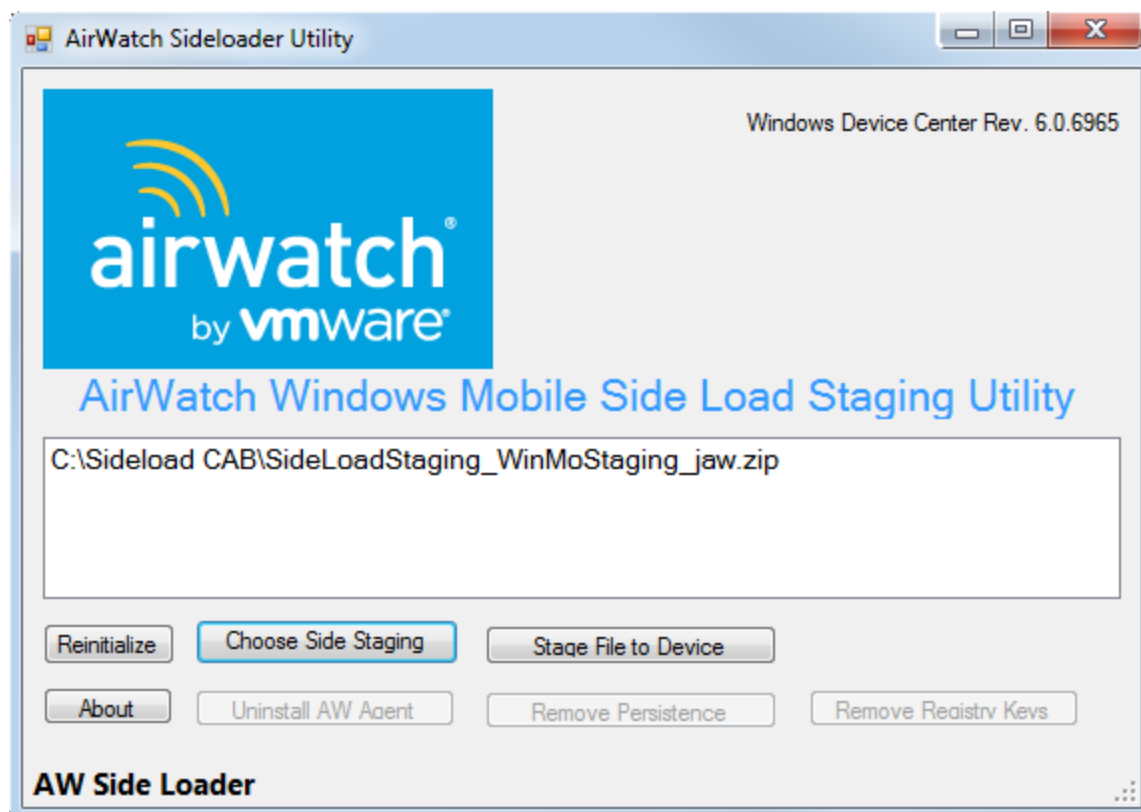 AirWatch Sideloader Utility
Windows Device Center Rev. 6.0.6965
airwatch®
by vmware®
AirWatch Windows Mobile Side Load Staging Utility
C:\Sideload CAB\SideLoadStaging_WinMoStaging_jaw.zip
Reinitialize Choose Side Staging Stage File to Device
About Uninstall AW Agent Remove Persistence Remove Registry Keys
AW Side Loader